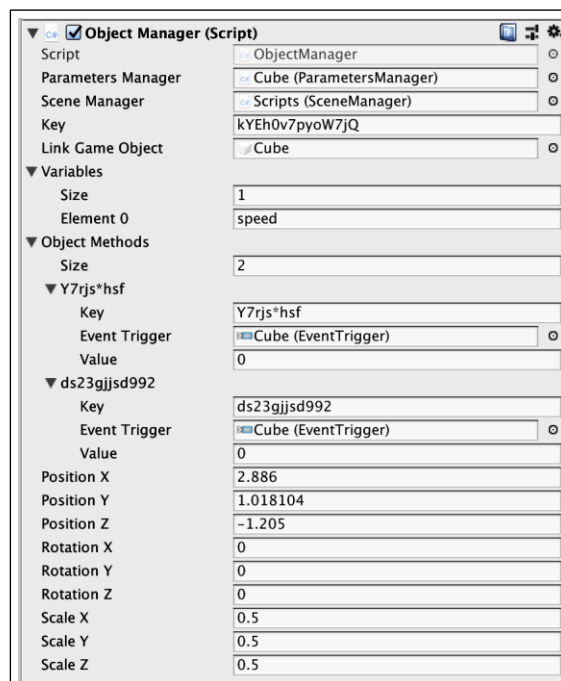 Object Manager (Script)
Script ObjectManager
Parameters Manager Cube (ParametersManager)
Scene Manager Scripts (SceneManager)
Key kYEh0v7pyoW7jQ
Link Game Object Cube
Variables
Size 1
Element 0 speed
Object Methods
Size 2
Y7rjs*hsf
Key Y7rjs*hsf
Event Trigger Cube (EventTrigger)
Value 0
ds23gjjsd992
Key ds23gjjsd992
Event Trigger Cube (EventTrigger)
Value 0
Position X 2.886
Position Y 1.018104
Position Z -1.205
Rotation X 0
Rotation Y 0
Rotation Z 0
Scale X 0.5
Scale Y 0.5
Scale Z 0.5